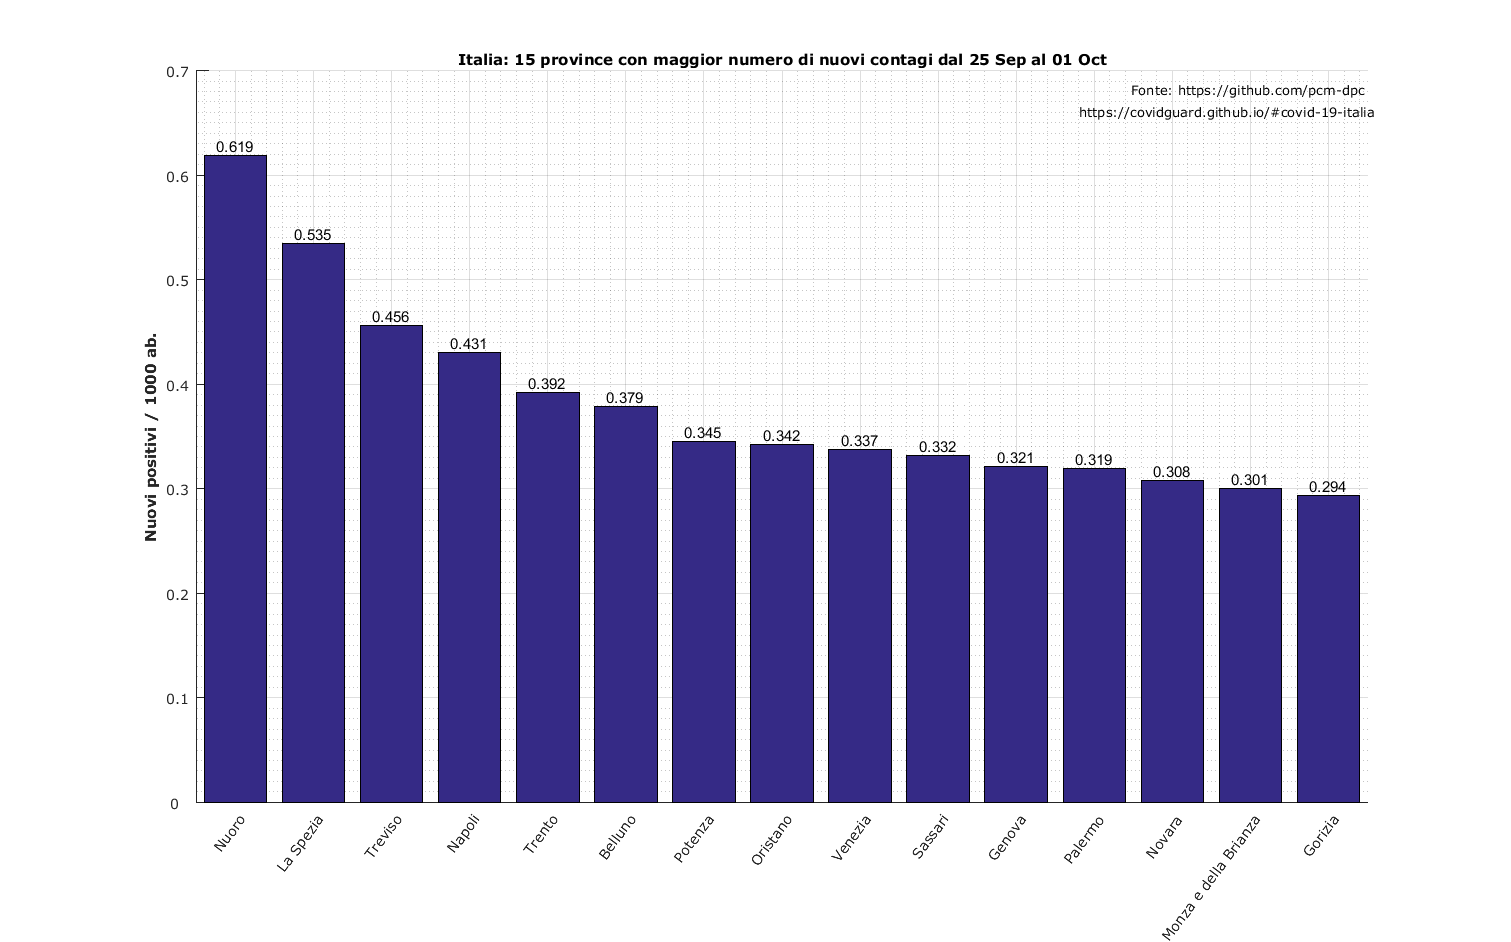 Italia: 15 province con maggior numero di nuovi contagi dal 25 Sep al 01 Oct
Fonte: https://github.com/pcm-dpc
https://covidguard.github.io/#covid-19-italia
Nuovi positivi / 1000 ab.
0.7
0.6
0.5
0.4
0.3
0.2
0.1
0
0.619
0.535
0.456
0.431
0.392
0.379
0.345
0.342
0.337
0.332
0.321
0.319
0.308
0.301
0.294
Nuoro
La Spezia
Treviso
Napoli
Trento
Belluno
Potenza
Oristano
Venezia
Sassari
Genova
Palermo
Novara
Monza e della Brianza
Gorizia